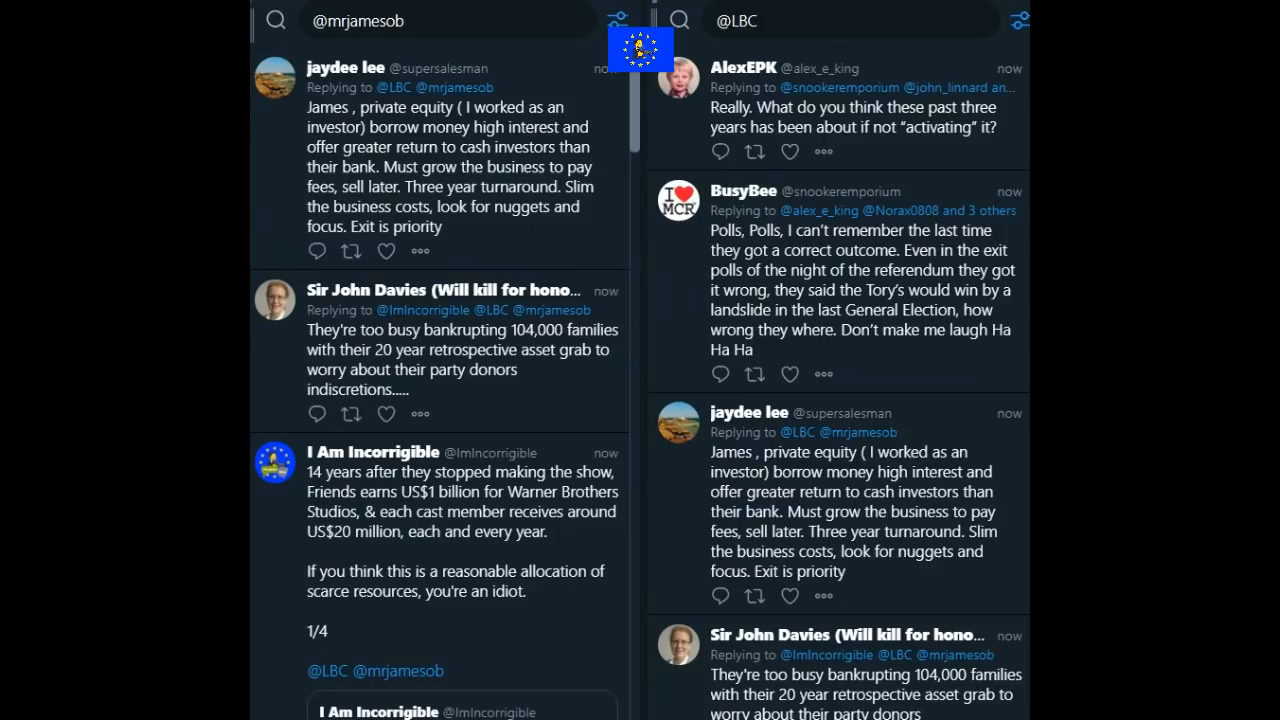 @mrjamesob
jaydee lee @supersalesman now
Replying to @LBC @mrjamesob
James , private equity ( I worked as an
investor) borrow money high interest and
offer greater return to cash investors than
their bank. Must grow the business to pay
fees, sell later. Three year turnaround. Slim
the business costs, look for nuggets and
focus. Exit is priority
Sir John Davies (Will kill for hono... now
Replying to @ImIncorrigible @LBC @mrjamesob
They're too busy bankrupting 104,000 families
with their 20 year retrospective asset grab to
worry about their party donors
indiscretions.....
I Am Incorrigible @ImIncorrigible now
14 years after they stopped making the show,
Friends earns US$1 billion for Warner Brothers
Studios, & each cast member receives around
US$20 million, each and every year.
If you think this is a reasonable allocation of
scarce resources, you're an idiot.
1/4
@LBC @mrjamesob
I Am Incorrigible @ImIncorrigible
@LBC
AlexEPK @alex_e_king now
Replying to @snookeremporium @john_linnard an...
Really. What do you think these past three
years has been about if not “activating” it?
I ♥
MCR
BusyBee @snookeremporium now
Replying to @alex_e_king @Norax0808 and 3 others
Polls, Polls, I can’t remember the last time
they got a correct outcome. Even in the exit
polls of the night of the referendum they got
it wrong, they said the Tory’s would win by a
landslide in the last General Election, how
wrong they where. Don’t make me laugh Ha
Ha Ha
jaydee lee @supersalesman now
Replying to @LBC @mrjamesob
James , private equity ( I worked as an
investor) borrow money high interest and
offer greater return to cash investors than
their bank. Must grow the business to pay
fees, sell later. Three year turnaround. Slim
the business costs, look for nuggets and
focus. Exit is priority
Sir John Davies (Will kill for hono... now
Replying to @ImIncorrigible @LBC @mrjamesob
They're too busy bankrupting 104,000 families
with their 20 year retrospective asset grab to
worry about their party donors